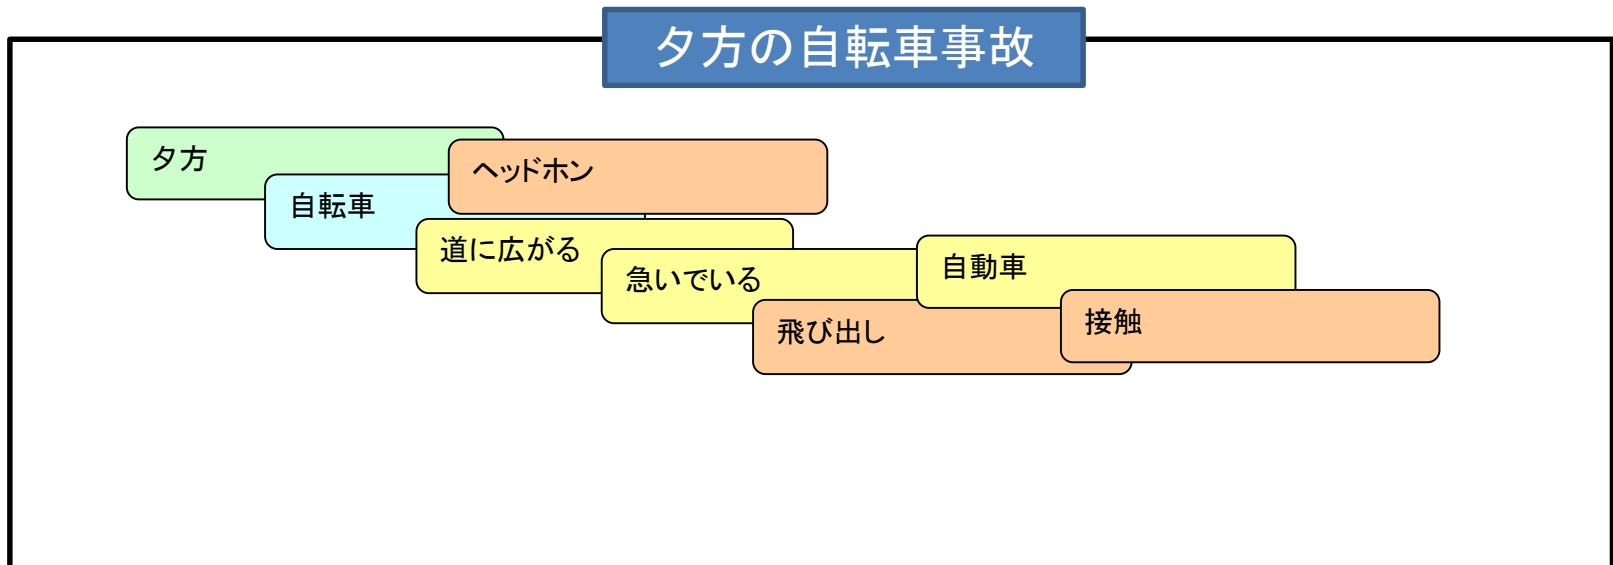 夕方の自転車事故
夕方
ヘッドホン
自転車
道に広がる
急いでいる
自動車
飛び出し
接触